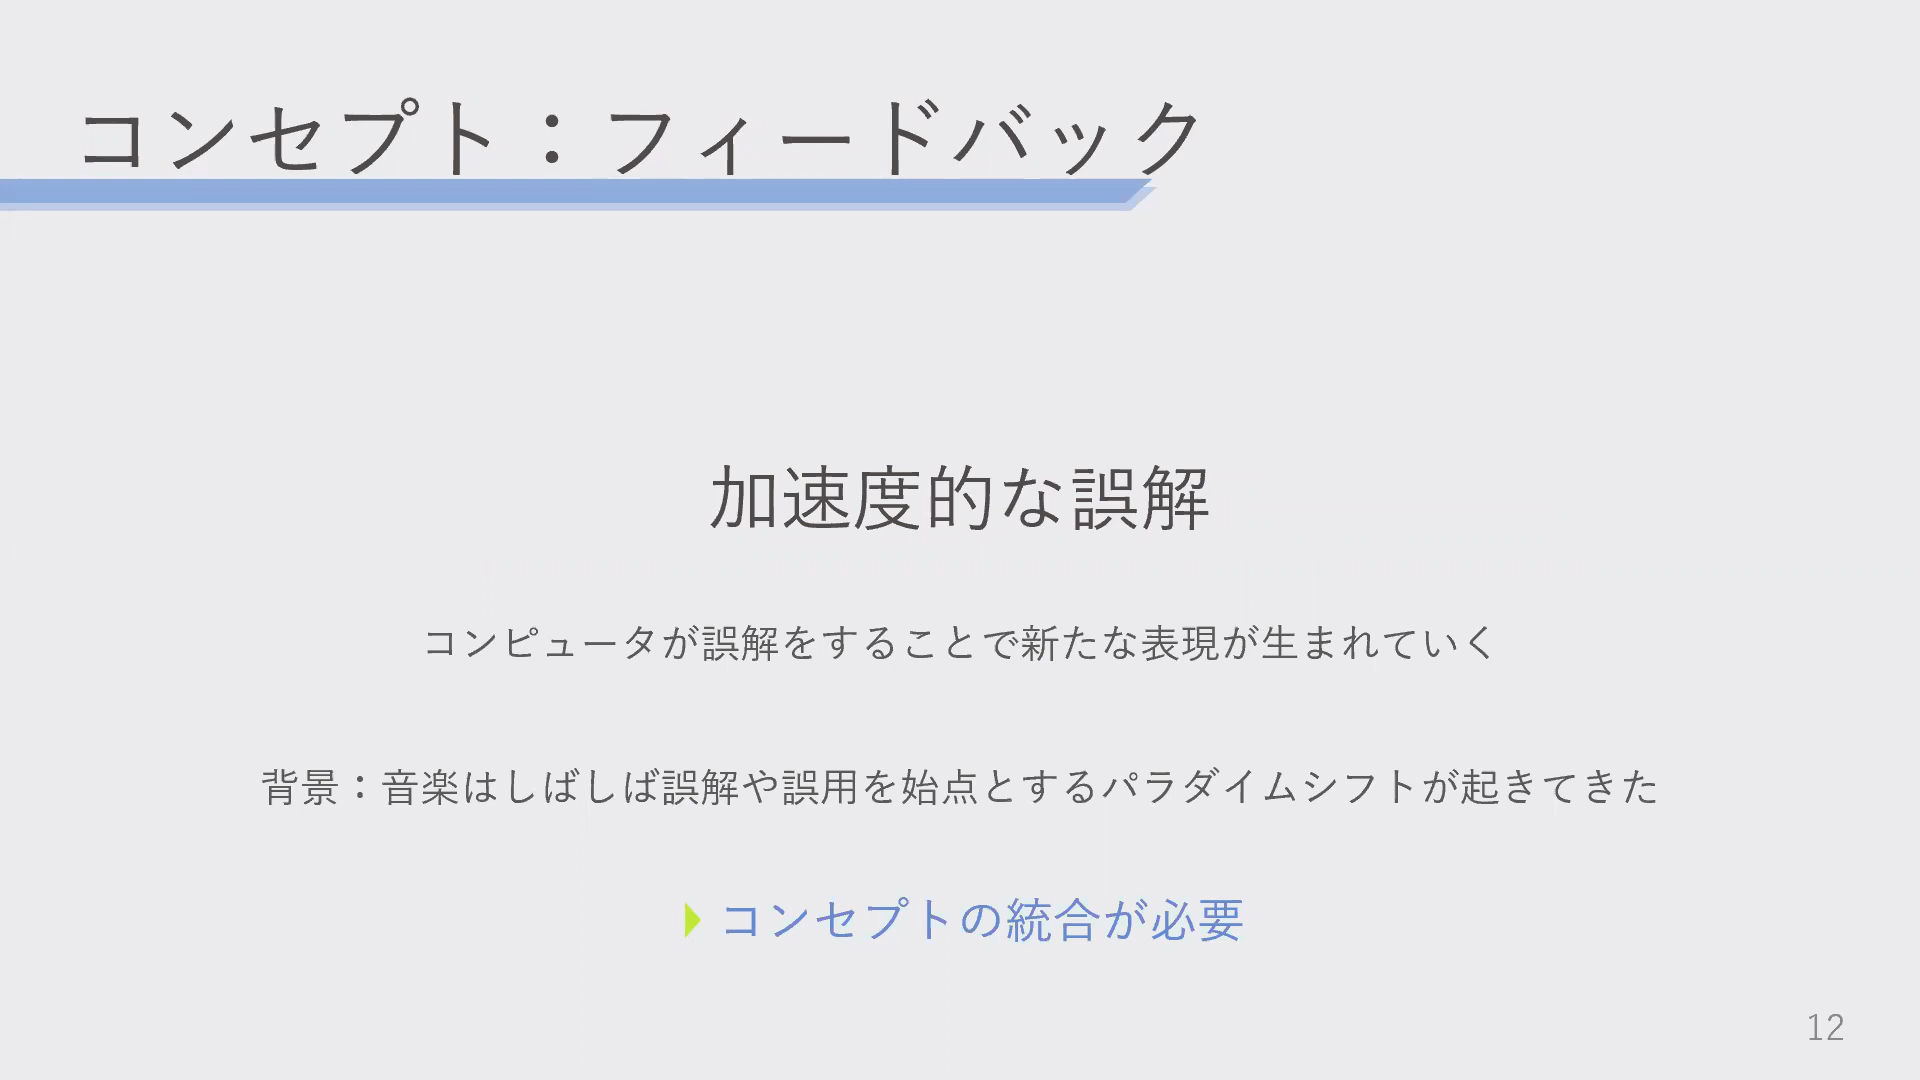 コンセプト：フィードバック
加速度的な誤解
コンピュータが誤解をすることで新たな表現が生まれていく
背景：音楽はしばしば誤解や誤用を始点とするパラダイムシフトが起きてきた
コンセプトの統合が必要
12